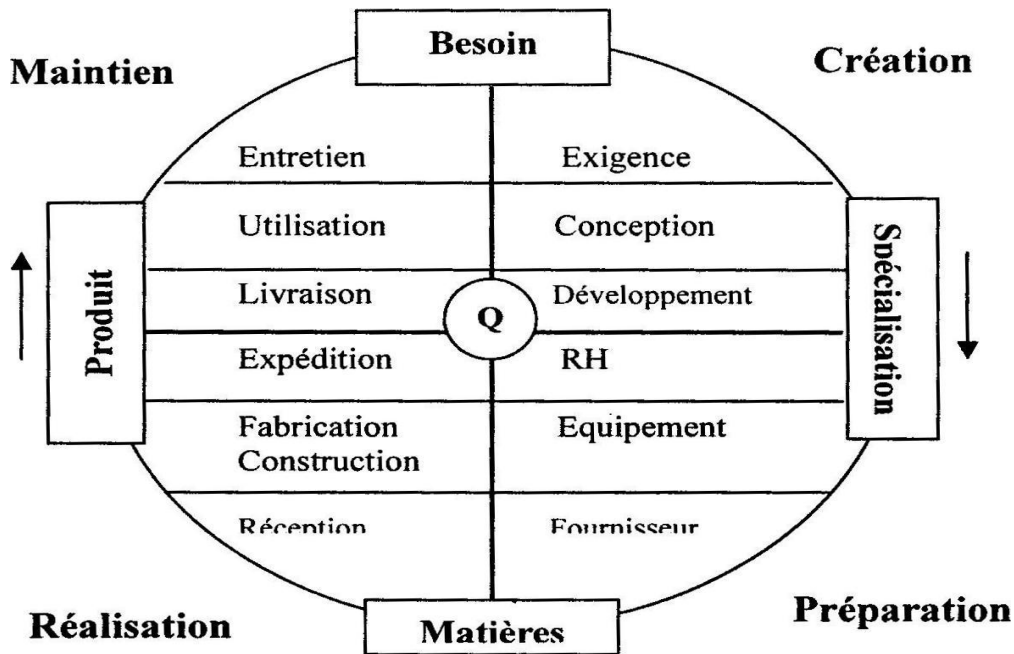 Besoin
Maintien
Création
Entretien
Exigence
Utilisation
Conception
Livraison
Développement
Q
Produit
Spécialisation
Expédition
RH
Fabrication
Construction
Equipement
Réception
Fournisseur
Réalisation
Matières
Préparation